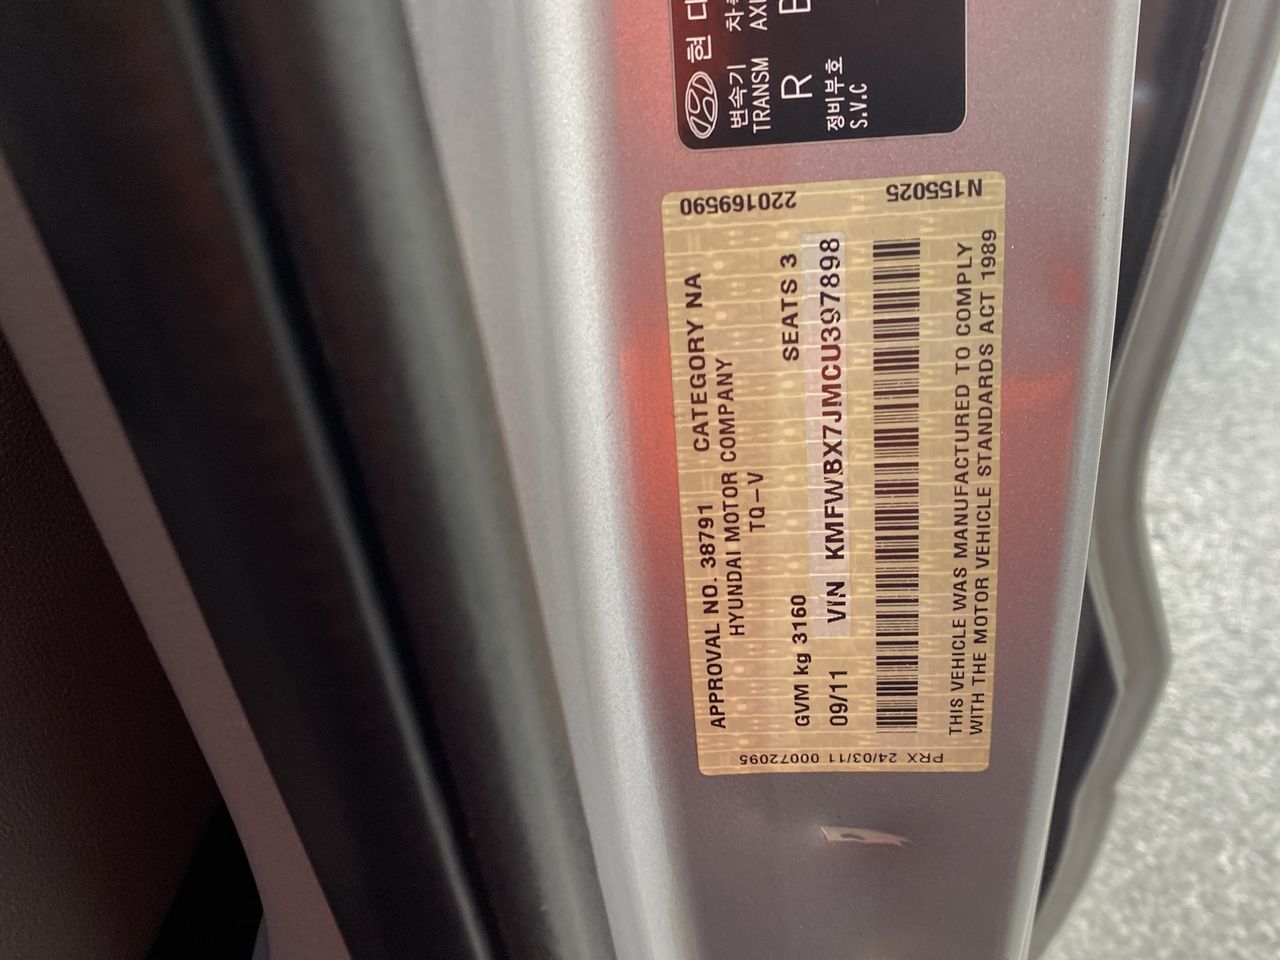 현대
변속기
TRANSM
R
정비부호
S.V.C
220169590
N155025
APPROVAL NO. 38791 CATEGORY NA
HYUNDAI MOTOR COMPANY
TQ-V
GVM kg 3160 SEATS 3
09/11 VIN KMFWBX7JMCU397898
THIS VEHICLE WAS MANUFACTURED TO COMPLY
WITH THE MOTOR VEHICLE STANDARDS ACT 1989
PRX 24/03/11 00072095